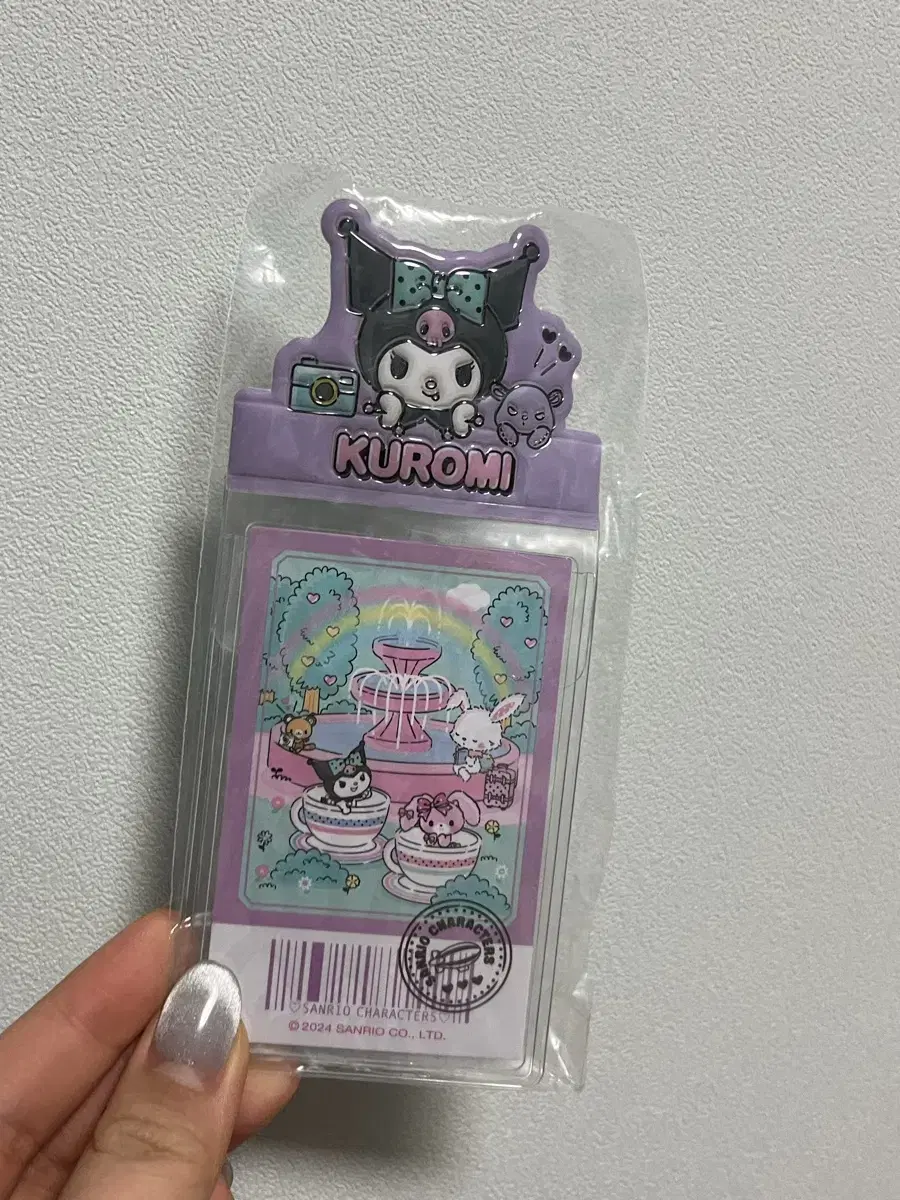 KUROMI
SANRIO CHARACTERS
♡SANRIO CHARACTERS♡
© 2024 SANRIO CO., LTD.